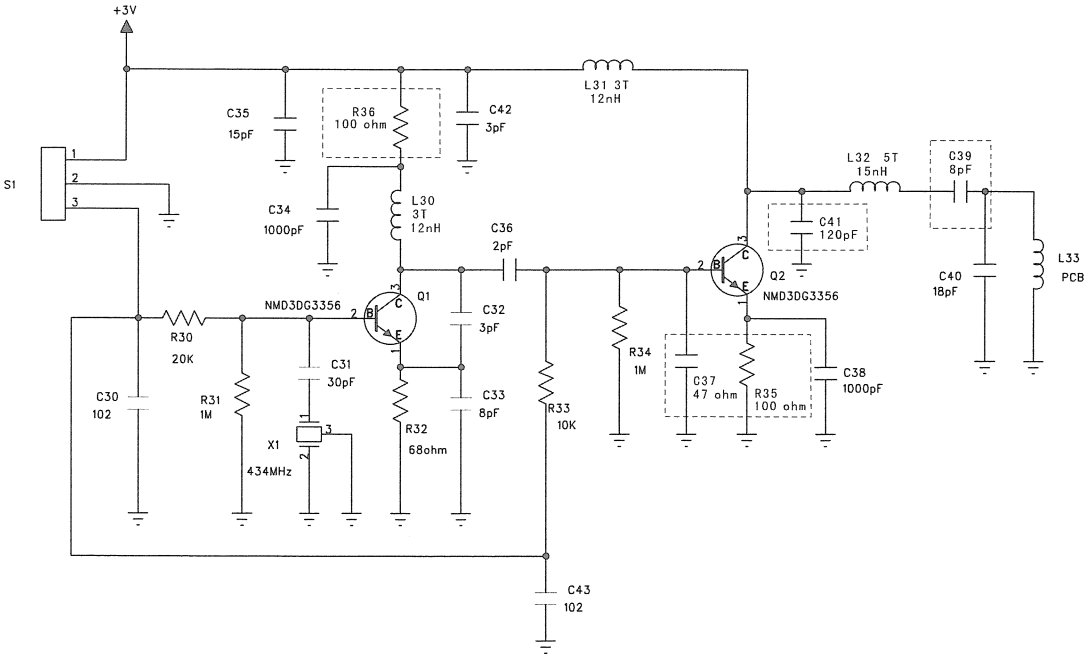 +3V
L31 3T
12nH
C35
15pF
R36
100 ohm
C42
3pF
S1
1
2
3
L32 5T
15nH
C39
8pF
C34
1000pF
L30
3T
12nH
C36
2pF
C41
120pF
L33
PCB
C40
18pF
NMD3DG3356
Q1
2
B
C
E
3
1
C32
3pF
2
B
C
E
3
1
Q2
NMD3DG3356
R30
20K
R31
1M
C31
30pF
C30
102
X1
434MHz
1
2
3
R32
68ohm
C33
8pF
R33
10K
R34
1M
C37
47 ohm
R35
100 ohm
C38
1000pF
C43
102